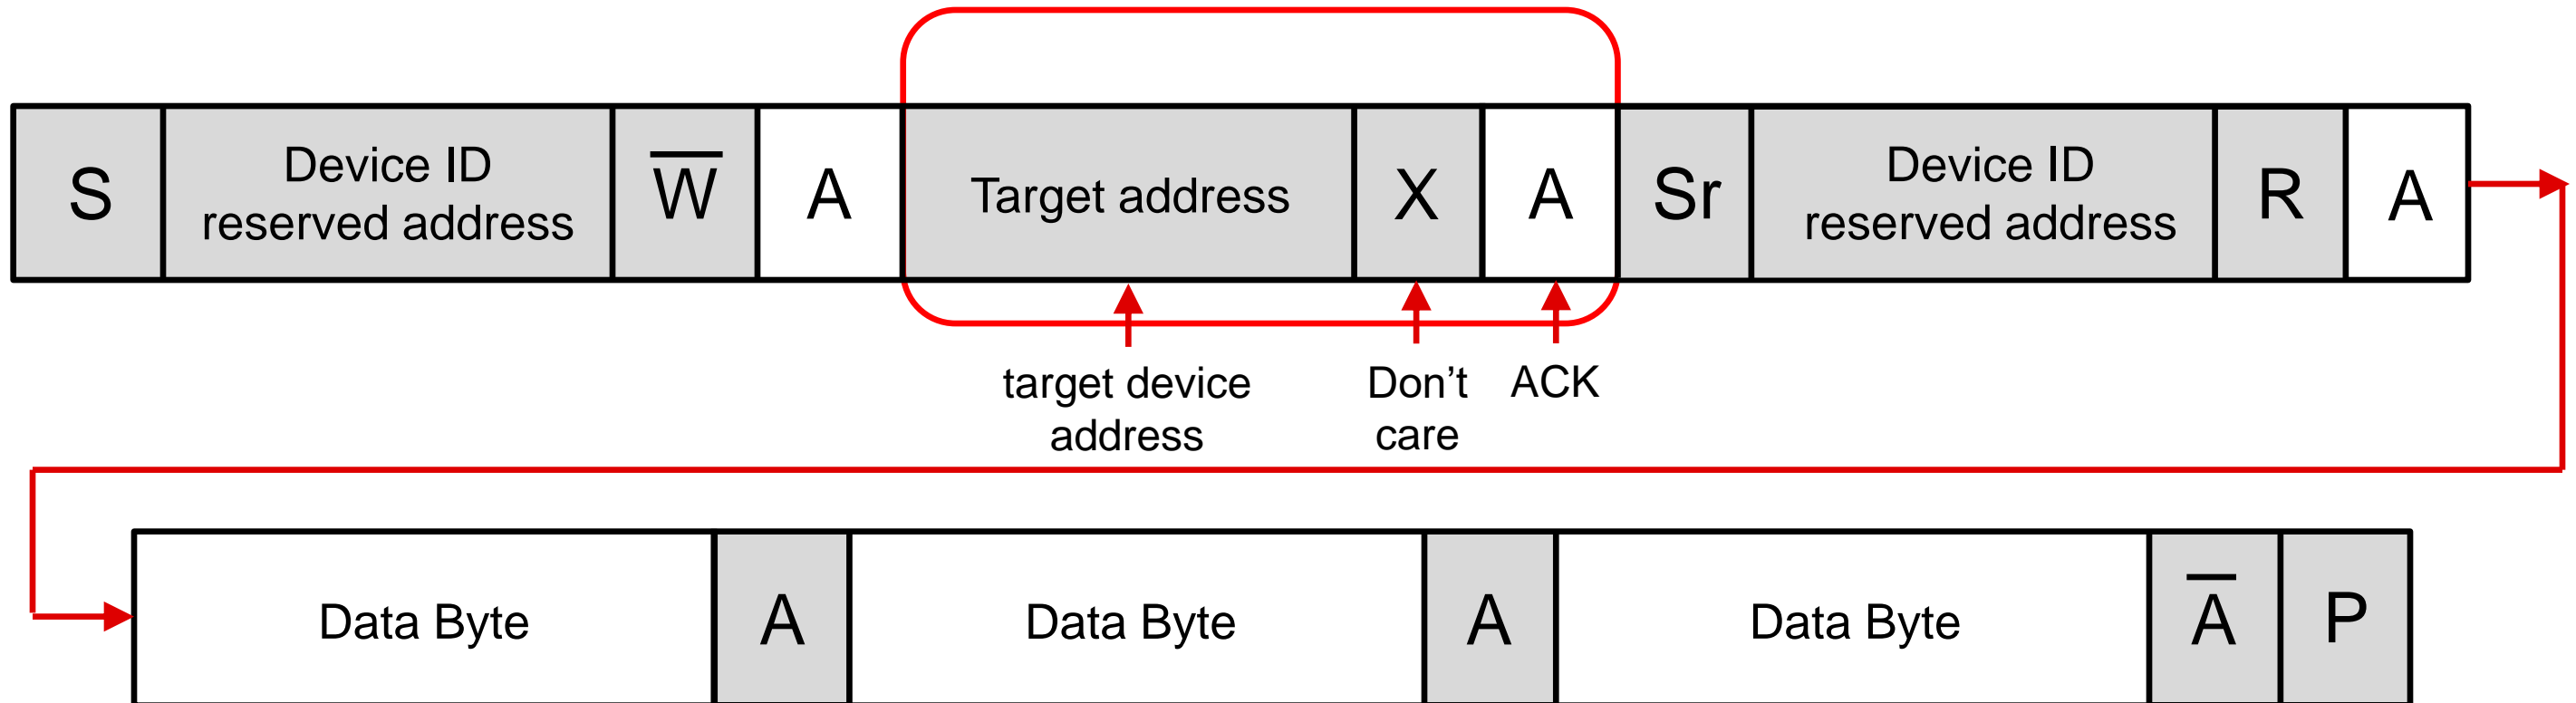 S Device ID W̅ A Target address X A Sr Device ID R A
reserved address reserved address
target device Don’t ACK
address care
Data Byte A Data Byte A Data Byte A̅ P